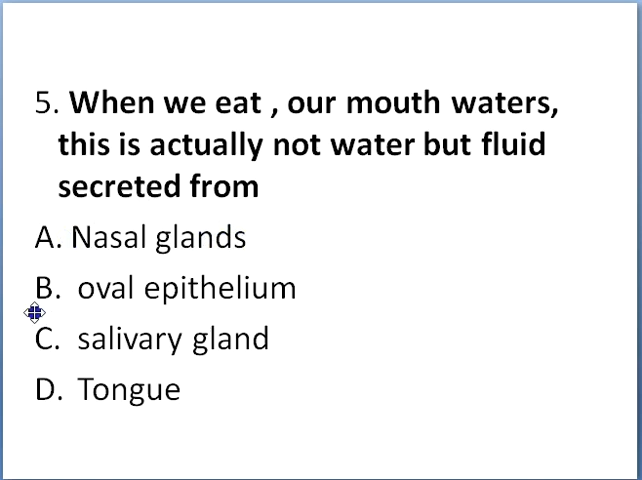 5. When we eat , our mouth waters,
this is actually not water but fluid
secreted from
A. Nasal glands
B. oval epithelium
C. salivary gland
D. Tongue